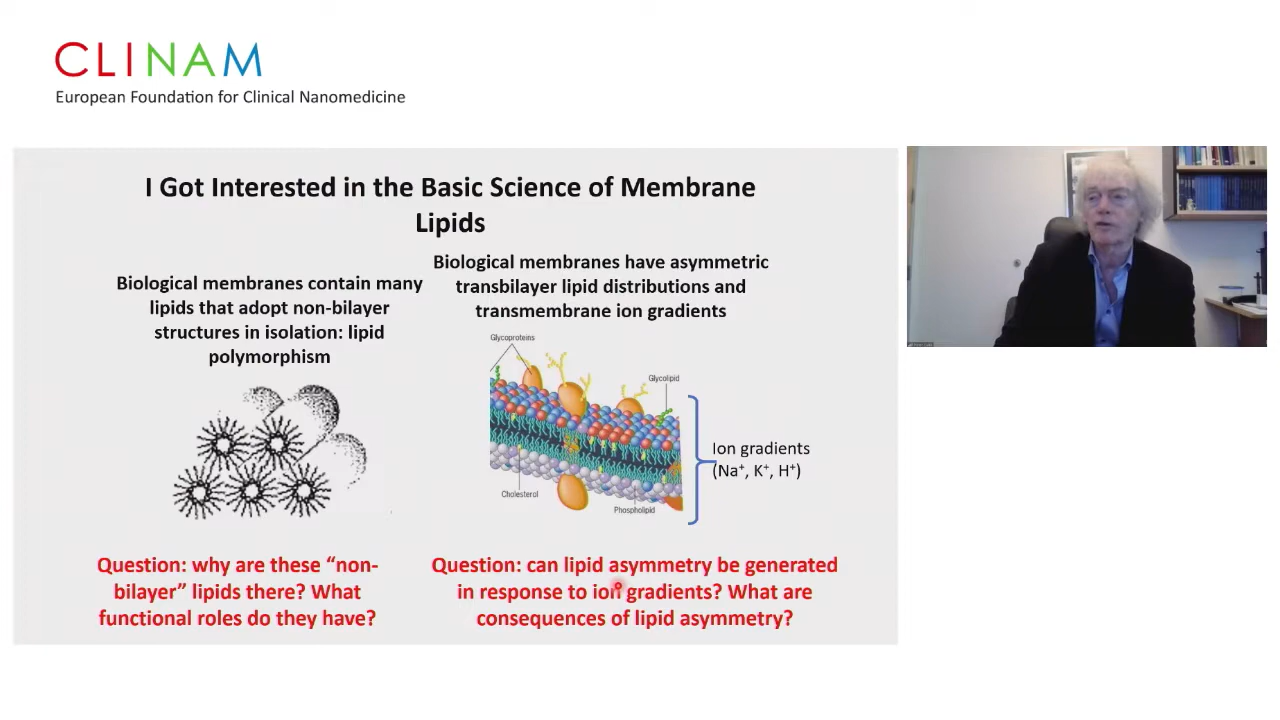 CLINAM
European Foundation for Clinical Nanomedicine
I Got Interested in the Basic Science of Membrane
Lipids
Biological membranes contain many
lipids that adopt non-bilayer
structures in isolation: lipid
polymorphism
Biological membranes have asymmetric
transbilayer lipid distributions and
transmembrane ion gradients
Glycoproteins
Glycolipid
Cholesterol
Phospholipid
Ion gradients
(Na⁺, K⁺, H⁺)
Question: why are these “non-
bilayer” lipids there? What
functional roles do they have?
Question: can lipid asymmetry be generated
in response to ion gradients? What are
consequences of lipid asymmetry?